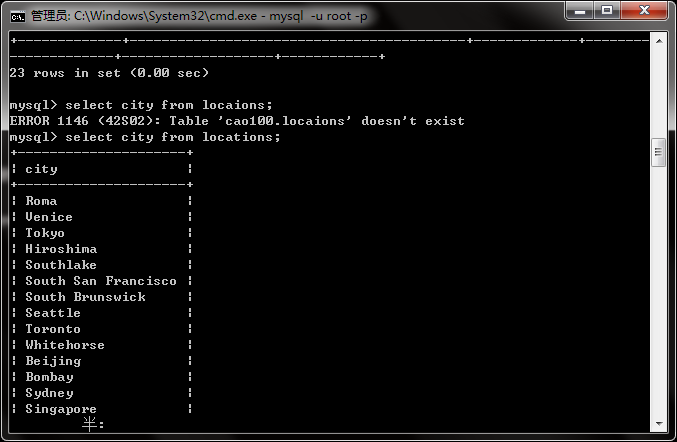 管理员: C:\Windows\System32\cmd.exe - mysql -u root -p
23 rows in set (0.00 sec)
mysql> select city from locaions;
ERROR 1146 (42S02): Table 'cao100.locaions' doesn't exist
mysql> select city from locations;
+----------------------+
| city                 |
+----------------------+
| Roma                 |
| Venice               |
| Tokyo                |
| Hiroshima            |
| Southlake            |
| South San Francisco  |
| South Brunswick      |
| Seattle              |
| Toronto              |
| Whitehorse           |
| Beijing              |
| Bombay               |
| Sydney               |
| Singapore            |
半: